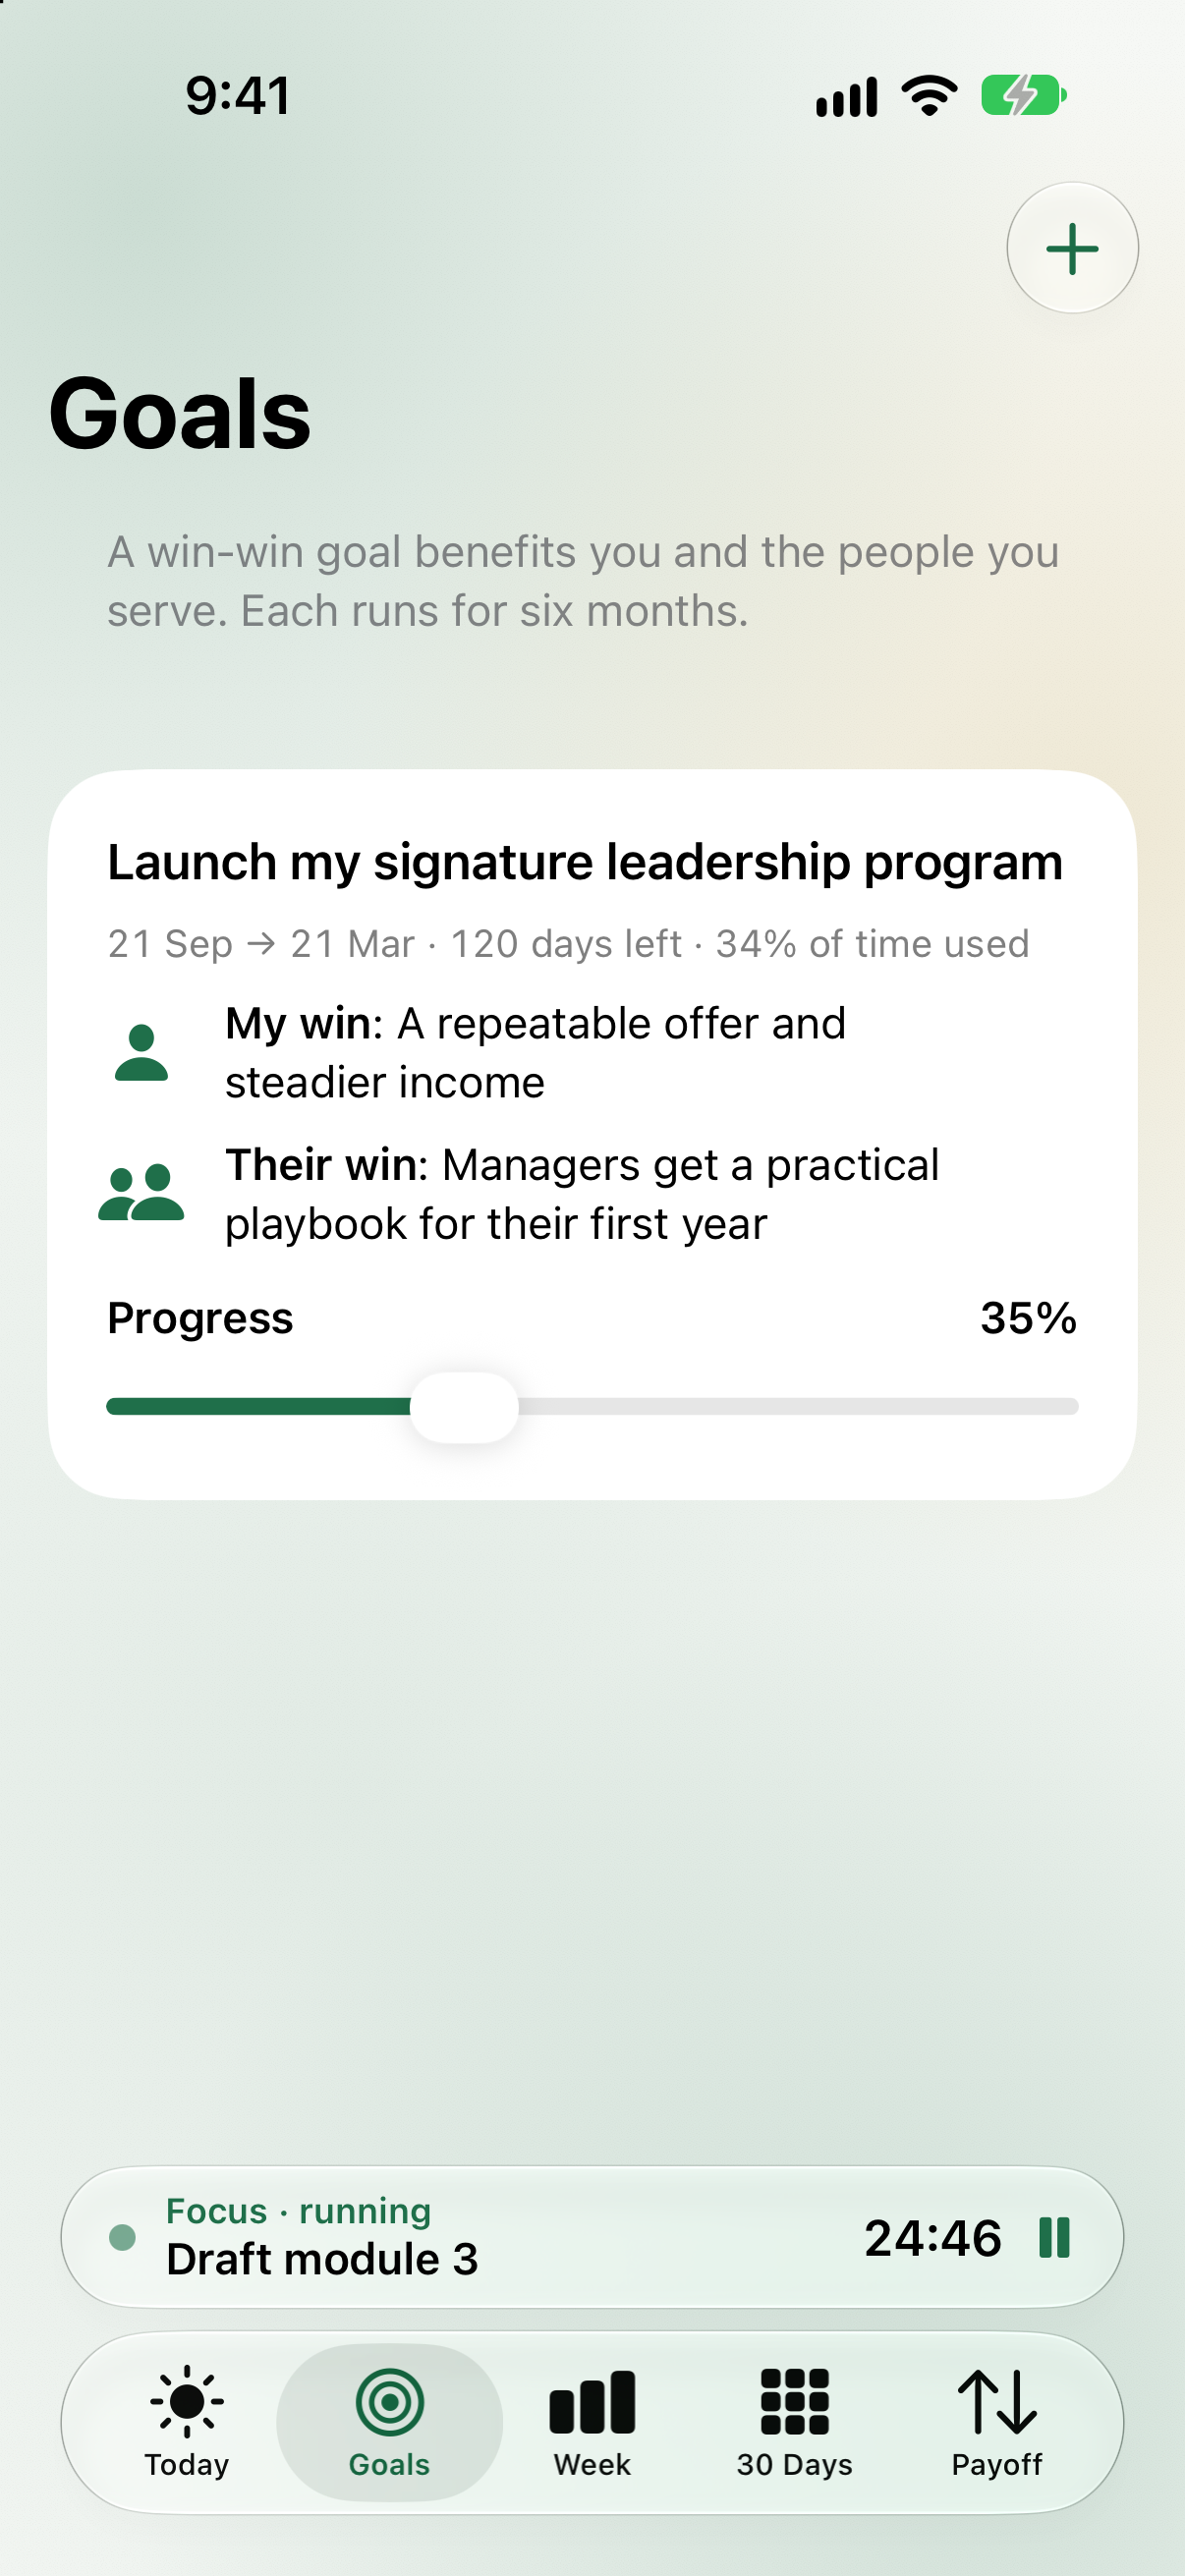 9:41
Goals
A win-win goal benefits you and the people you
serve. Each runs for six months.
Launch my signature leadership program
21 Sep → 21 Mar · 120 days left · 34% of time used
My win: A repeatable offer and
steadier income
Their win: Managers get a practical
playbook for their first year
Progress 35%
Focus · running
Draft module 3
24:46
Today Goals Week 30 Days Payoff